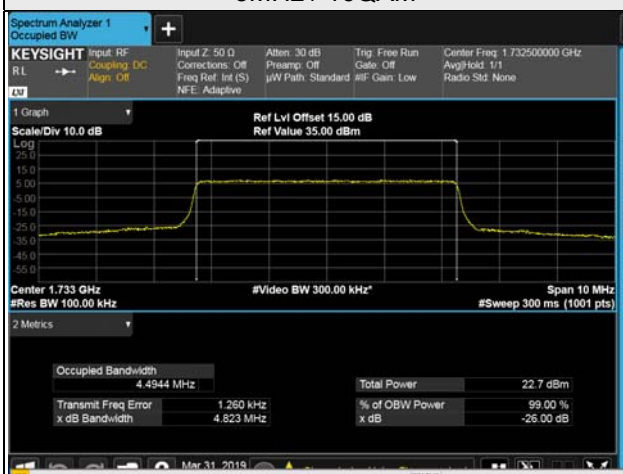 Spectrum Analyzer 1
Occupied BW
KEYSIGHT Input: RF Input Z: 50 Ω Atten: 30 dB Trig: Free Run Center Freq: 1.732500000 GHz
RL Coupling: DC Corrections: Off Preamp: Off Gate: Off Avg|Hold: 1/1
Align: Off Freq Ref: Int (S) µW Path: Standard #IF Gain: Low Radio Std: None
LXI NFE: Adaptive
1 Graph
Ref Lvl Offset 15.00 dB
Scale/Div 10.0 dB Ref Value 35.00 dBm
Log
25.0
15.0
5.00
-5.00
-15.0
-25.0
-35.0
-45.0
-55.0
Center 1.733 GHz #Video BW 300.00 kHz* Span 10 MHz
#Res BW 100.00 kHz #Sweep 300 ms (1001 pts)
2 Metrics
Occupied Bandwidth
4.4944 MHz Total Power 22.7 dBm
Transmit Freq Error 1.260 kHz % of OBW Power 99.00 %
x dB Bandwidth 4.823 MHz x dB -26.00 dB
Mar 31, 2019